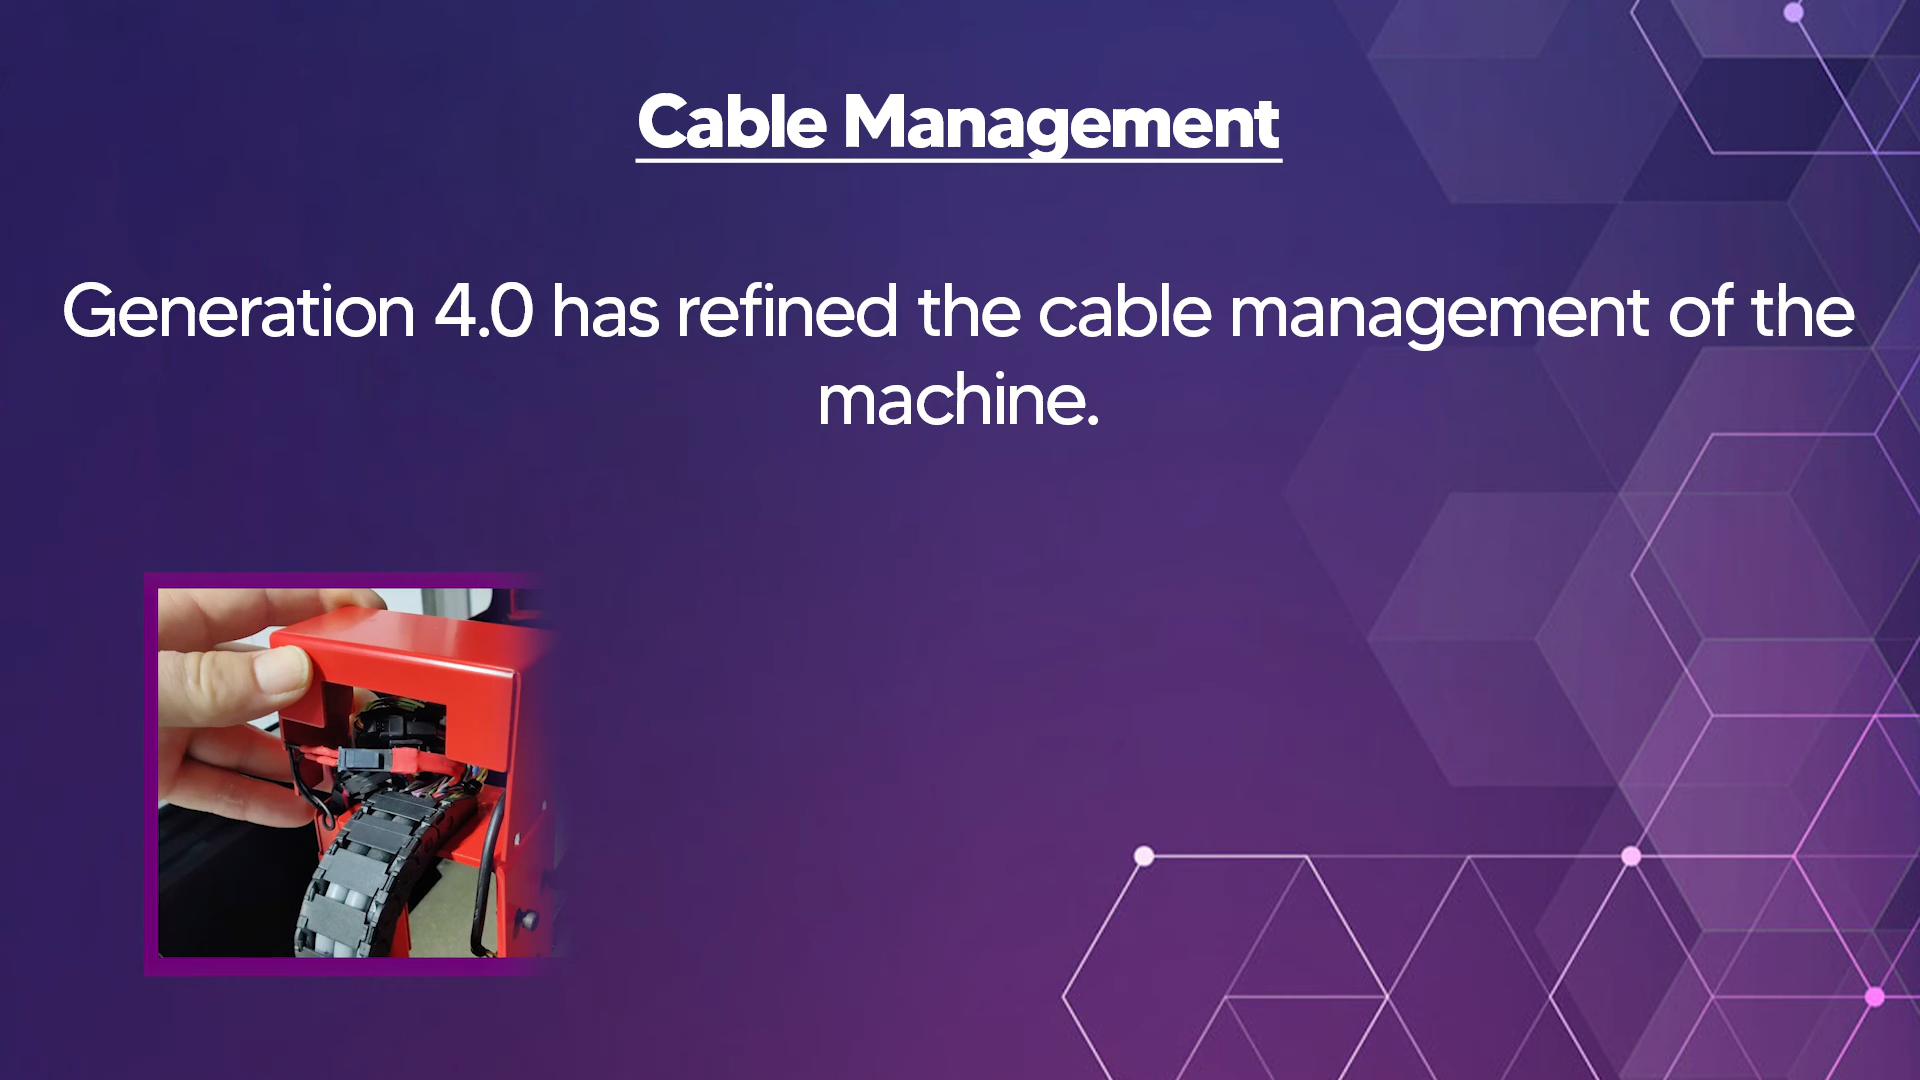 Cable Management
Generation 4.0 has refined the cable management of the
machine.